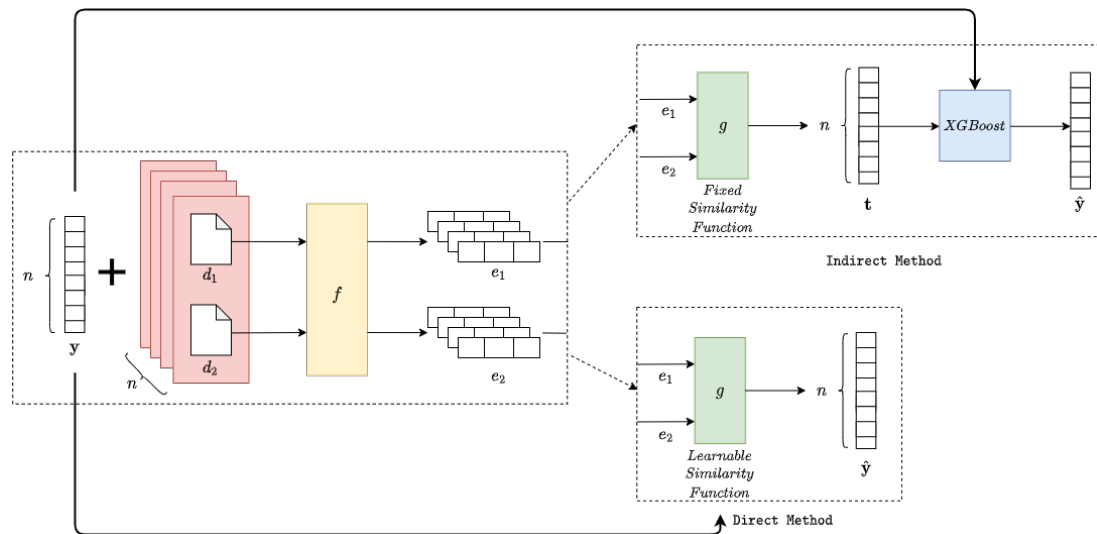 n
y
+
d₁
d₂
n
f
e₁
e₂
e₁
e₂
g
Fixed
Similarity
Function
n
t
XGBoost
ŷ
Indirect Method
e₁
e₂
g
Learnable
Similarity
Function
n
ŷ
Direct Method